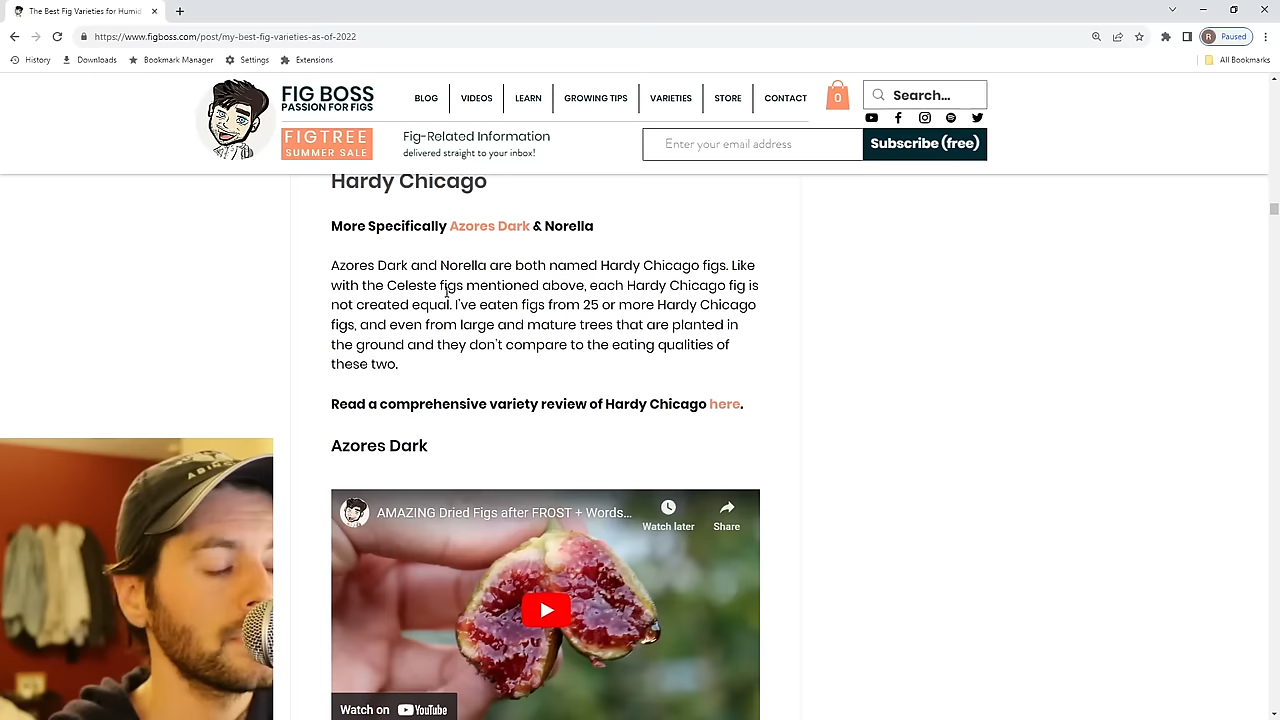 The Best Fig Varieties for Humid
https://www.figboss.com/post/my-best-fig-varieties-as-of-2022
R Paused
History Downloads Bookmark Manager Settings Extensions All Bookmarks
FIG BOSS
PASSION FOR FIGS
BLOG VIDEOS LEARN GROWING TIPS VARIETIES STORE CONTACT
0
Search...
FIGTREE
SUMMER SALE
Fig-Related Information
delivered straight to your inbox!
Enter your email address
Subscribe (free)
Hardy Chicago
More Specifically Azores Dark & Norella
Azores Dark and Norella are both named Hardy Chicago figs. Like
with the Celeste figs mentioned above, each Hardy Chicago fig is
not created equal. I've eaten figs from 25 or more Hardy Chicago
figs, and even from large and mature trees that are planted in
the ground and they don't compare to the eating qualities of
these two.
Read a comprehensive variety review of Hardy Chicago here.
Azores Dark
AMAZING Dried Figs after FROST + Words...
Watch later
Share
Watch on YouTube